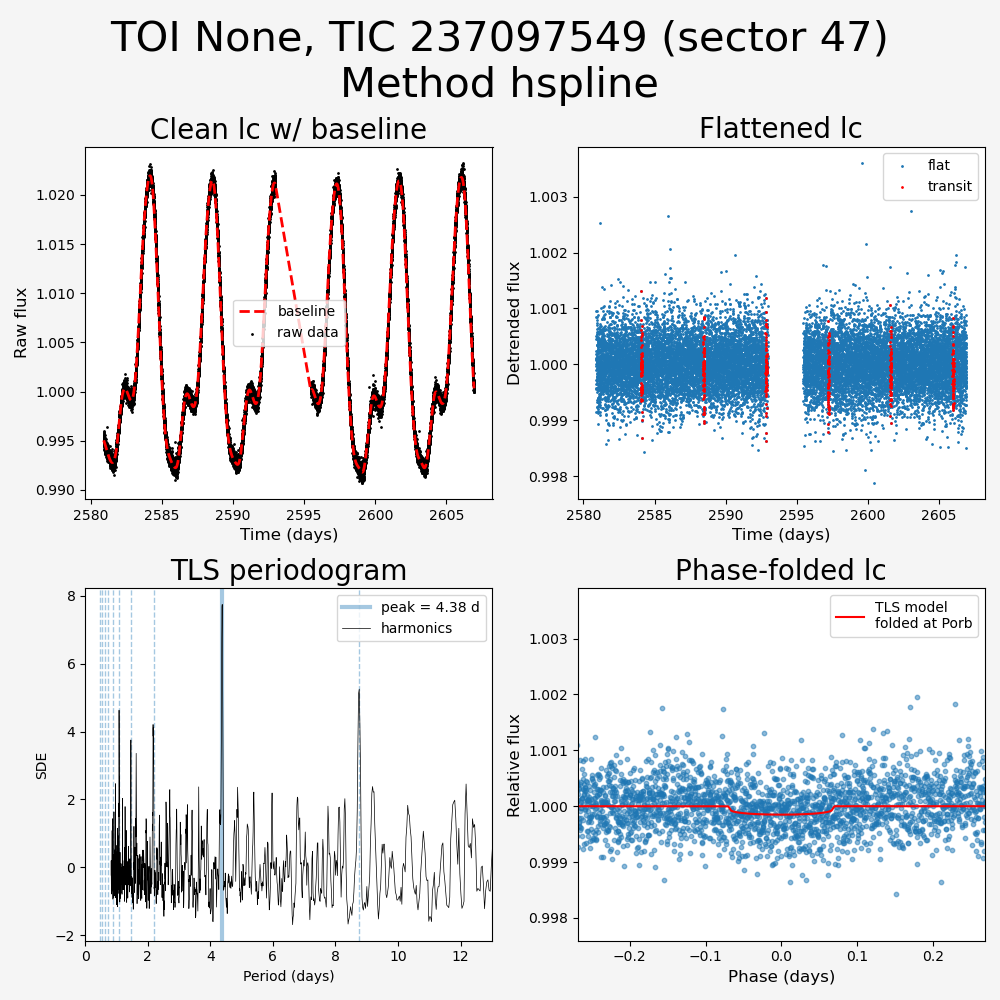 TOI None, TIC 237097549 (sector 47)
Method hspline
Clean lc w/ baseline
Raw flux
1.020
1.015
1.010
1.005
1.000
0.995
0.990
baseline
raw data
2580 2585 2590 2595 2600 2605
Time (days)
Flattened lc
Detrended flux
1.003
1.002
1.001
1.000
0.999
0.998
flat
transit
2580 2585 2590 2595 2600 2605
Time (days)
TLS periodogram
SDE
8
6
4
2
0
−2
peak = 4.38 d
harmonics
0 2 4 6 8 10 12
Period (days)
Phase-folded lc
Relative flux
1.003
1.002
1.001
1.000
0.999
0.998
TLS model
folded at Porb
−0.2 −0.1 0.0 0.1 0.2
Phase (days)